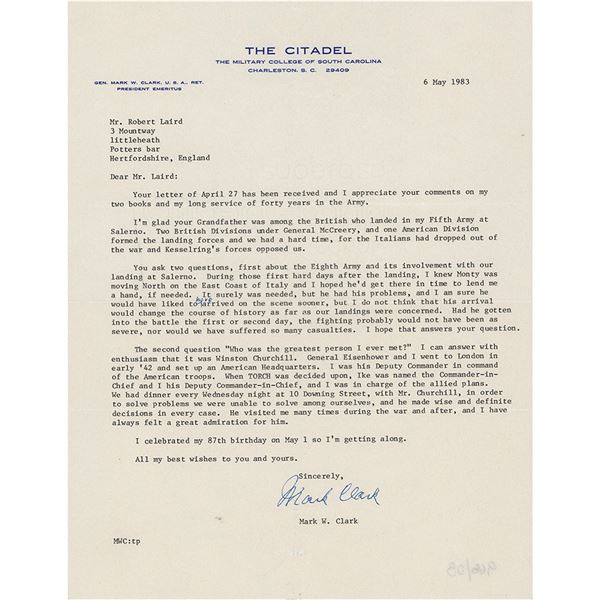 THE CITADEL
THE MILITARY COLLEGE OF SOUTH CAROLINA
CHARLESTON, S. C. 29409
GEN. MARK W. CLARK, U. S. A., RET.
PRESIDENT EMERITUS
6 May 1983
Mr. Robert Laird
3 Mountway
littleheath
Potters bar
Hertfordshire, England
Dear Mr. Laird:
Your letter of April 27 has been received and I appreciate your comments on my
two books and my long service of forty years in the Army.
I'm glad your Grandfather was among the British who landed in my Fifth Army at
Salerno. Two British Divisions under General McCreery, and one American Division
formed the landing forces and we had a hard time, for the Italians had dropped out of
the war and Kesselring's forces opposed us.
You ask two questions, first about the Eighth Army and its involvement with our
landing at Salerno. During those first hard days after the landing, I knew Monty was
moving North on the East Coast of Italy and I hoped he'd get there in time to lend me
a hand, if needed. It surely was needed, but he had his problems, and I am sure he
would have liked to have arrived on the scene sooner, but I do not think that his arrival
would change the course of history as far as our landings were concerned. Had he gotten
into the battle the first or second day, the fighting probably would not have been as
severe, nor would we have suffered so many casualties. I hope that answers your question.
The second question "Who was the greatest person I ever met?" I can answer with
enthusiasm that it was Winston Churchill. General Eisenhower and I went to London in
early '42 and set up an American Headquarters. I was his Deputy Commander in command
of the American troops. When TORCH was decided upon, Ike was named the Commander-in-
Chief and I his Deputy Commander-in-Chief, and I was in charge of the allied plans.
We had dinner every Wednesday night at 10 Downing Street, with Mr. Churchill, in order
to solve problems we were unable to solve among ourselves, and he made wise and definite
decisions in every case. He visited me many times during the war and after, and I have
always felt a great admiration for him.
I celebrated my 87th birthday on May 1 so I'm getting along.
All my best wishes to you and yours.
Sincerely,
Mark Clark
Mark W. Clark
MWC:tp